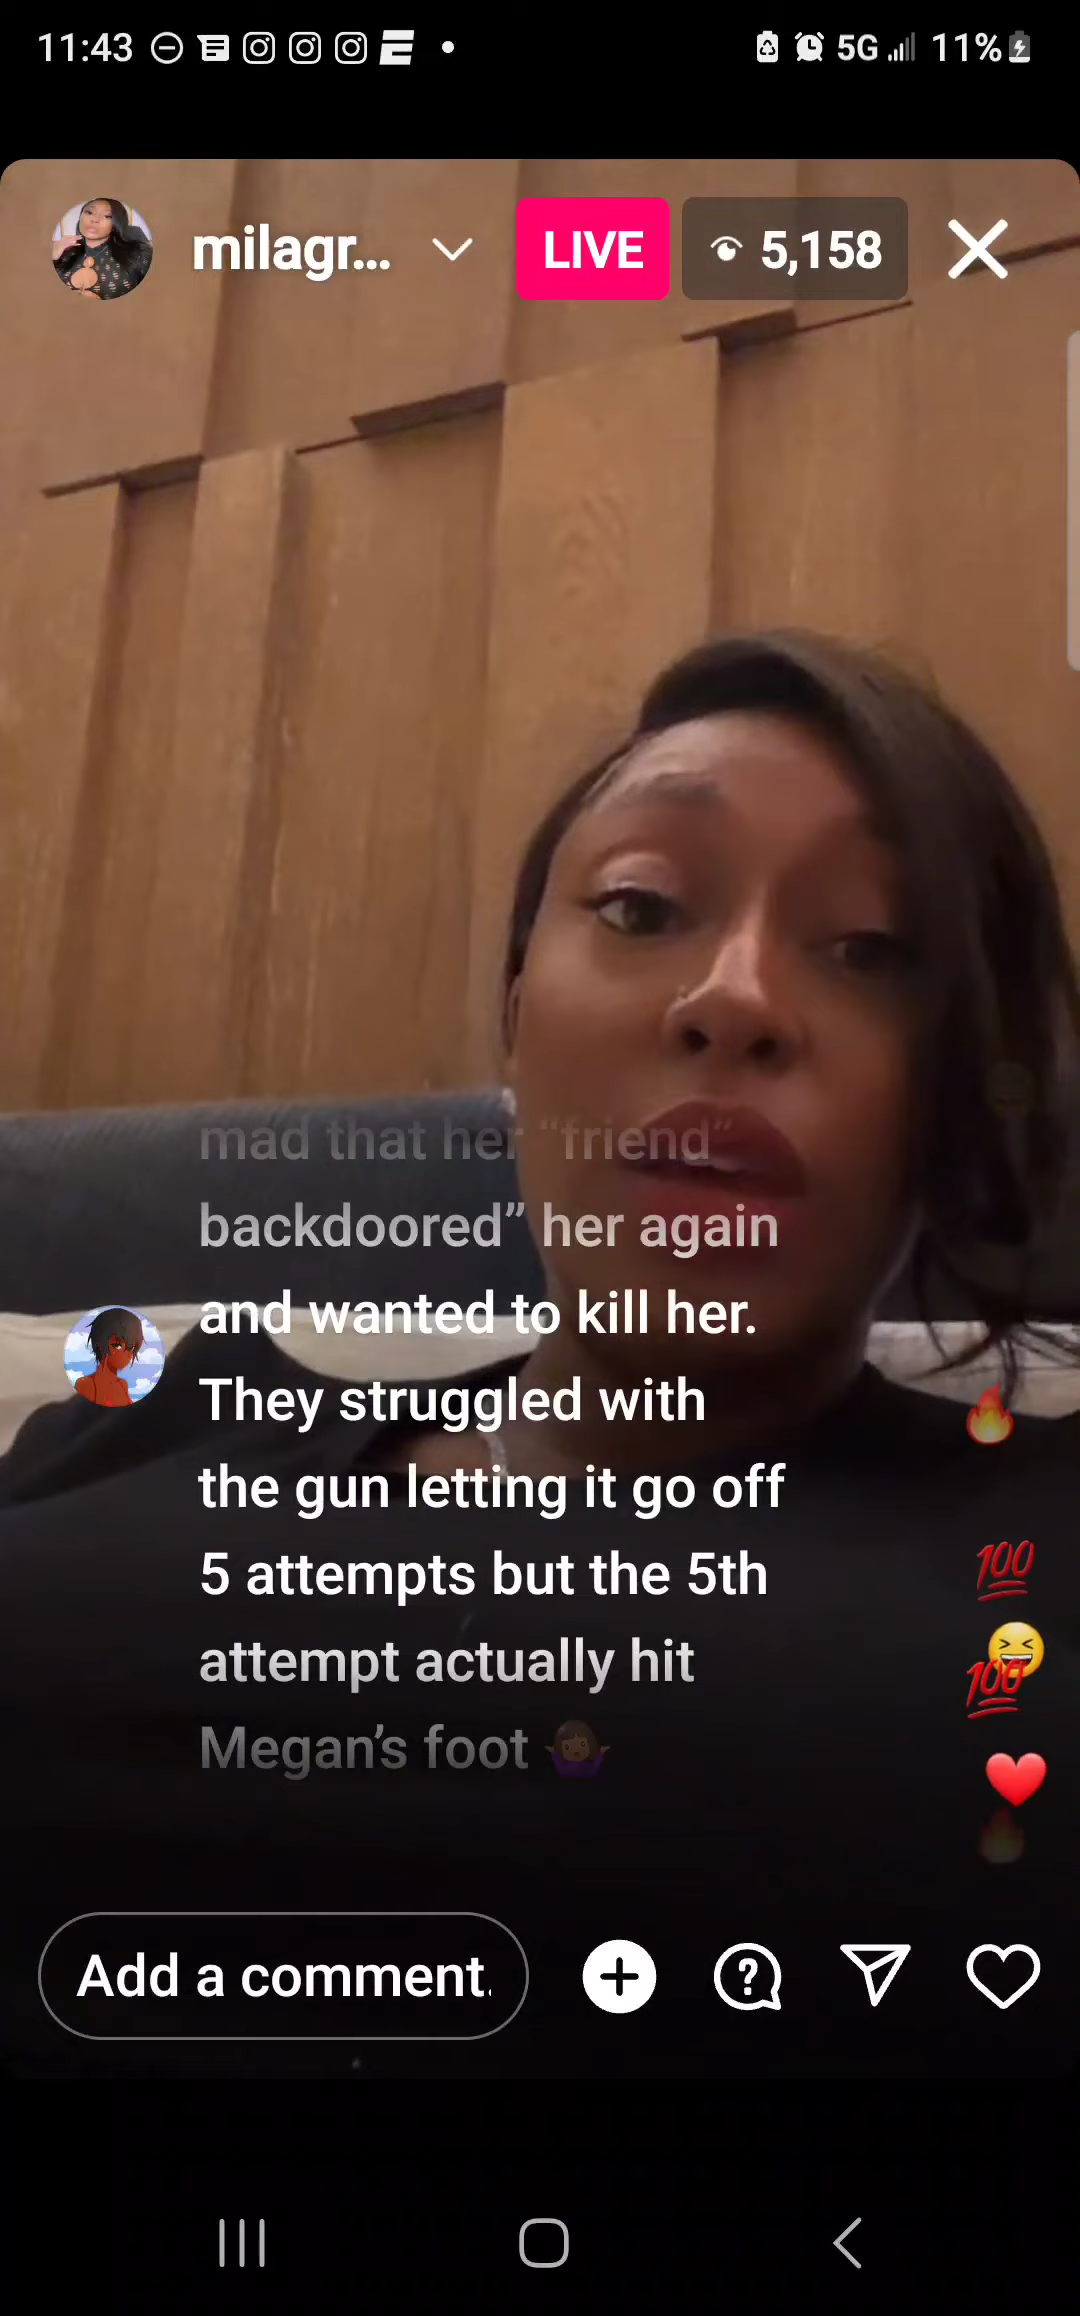 11:43
5G 11%
milagr...
LIVE
5,158
mad that her “friend”
backdoored” her again
and wanted to kill her.
They struggled with
the gun letting it go off
5 attempts but the 5th
attempt actually hit
Megan’s foot 🤷🏾‍♀️
Add a comment.